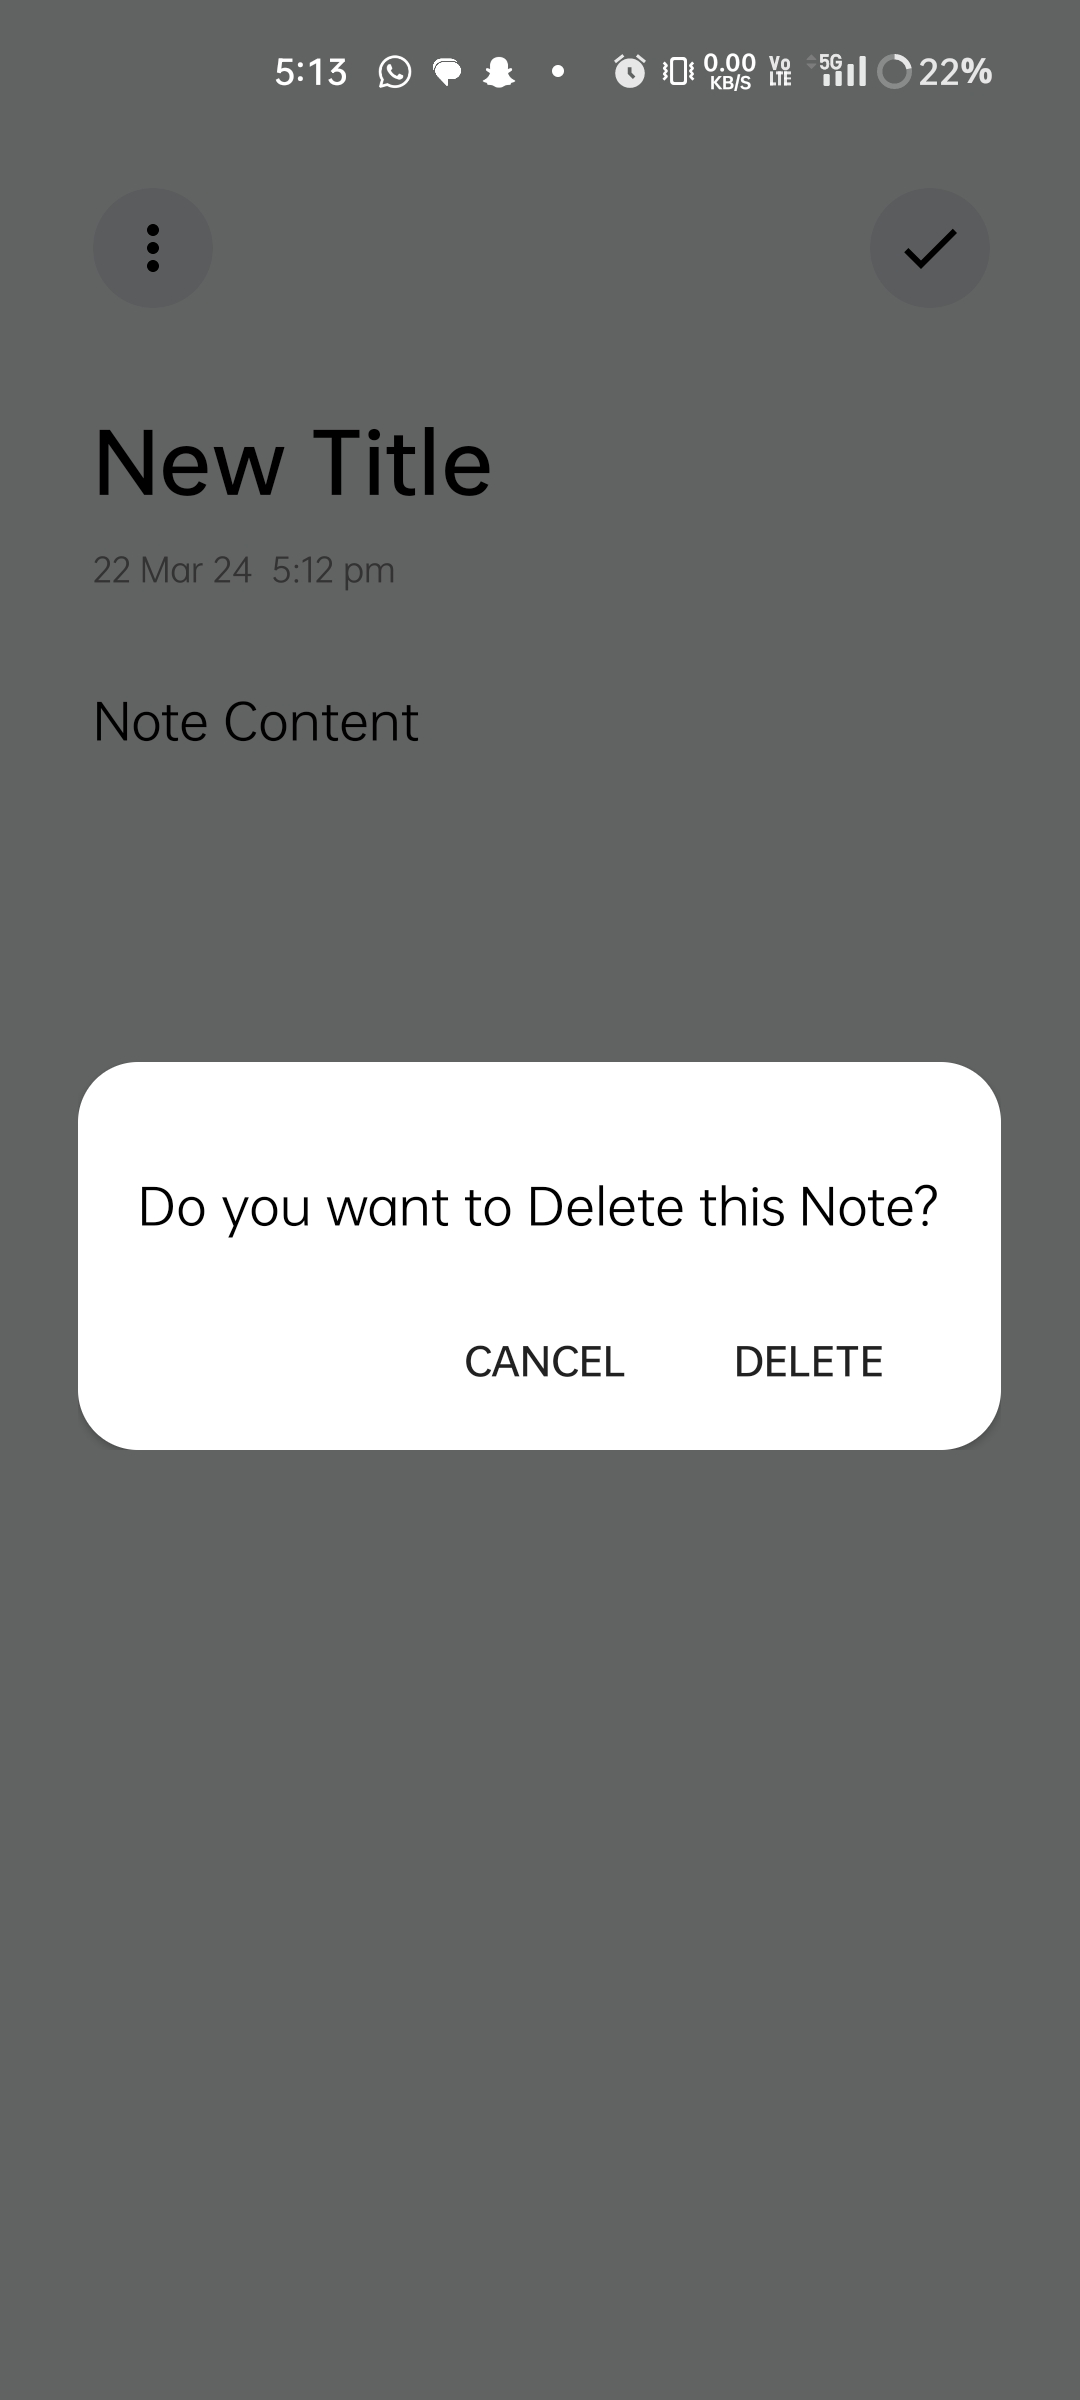 5:13 0.00 KB/S Vo LTE 5G 22%
New Title
22 Mar 24 5:12 pm
Note Content
Do you want to Delete this Note?
CANCEL DELETE